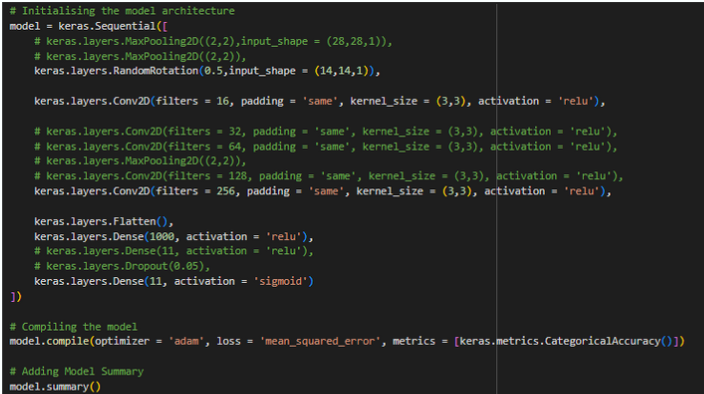 # Initialising the model architecture
model = keras.Sequential([
# keras.layers.MaxPooling2D((2,2),input_shape = (28,28,1)),
# keras.layers.MaxPooling2D((2,2)),
keras.layers.RandomRotation(0.5,input_shape = (14,14,1)),
keras.layers.Conv2D(filters = 16, padding = 'same', kernel_size = (3,3), activation = 'relu'),
# keras.layers.Conv2D(filters = 32, padding = 'same', kernel_size = (3,3), activation = 'relu'),
# keras.layers.Conv2D(filters = 64, padding = 'same', kernel_size = (3,3), activation = 'relu'),
# keras.layers.MaxPooling2D((2,2)),
# keras.layers.Conv2D(filters = 128, padding = 'same', kernel_size = (3,3), activation = 'relu'),
keras.layers.Conv2D(filters = 256, padding = 'same', kernel_size = (3,3), activation = 'relu'),
keras.layers.Flatten(),
keras.layers.Dense(1000, activation = 'relu'),
# keras.layers.Dense(11, activation = 'relu'),
# keras.layers.Dropout(0.05),
keras.layers.Dense(11, activation = 'sigmoid')
])
# Compiling the model
model.compile(optimizer = 'adam', loss = 'mean_squared_error', metrics = [keras.metrics.CategoricalAccuracy()])
# Adding Model Summary
model.summary()